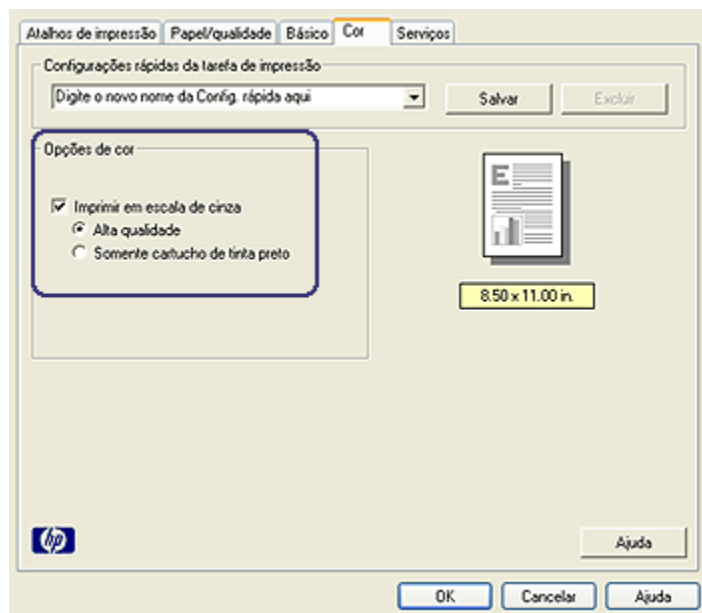 Atalhos de impressão Papel/qualidade Básico Cor Serviços
Configurações rápidas da tarefa de impressão
Digite o novo nome da Config. rápida aqui Salvar Excluir
Opções de cor
Imprimir em escala de cinza
Alta qualidade
Somente cartucho de tinta preto
E
8.50 x 11.00 in.
hp Ajuda
OK Cancelar Ajuda